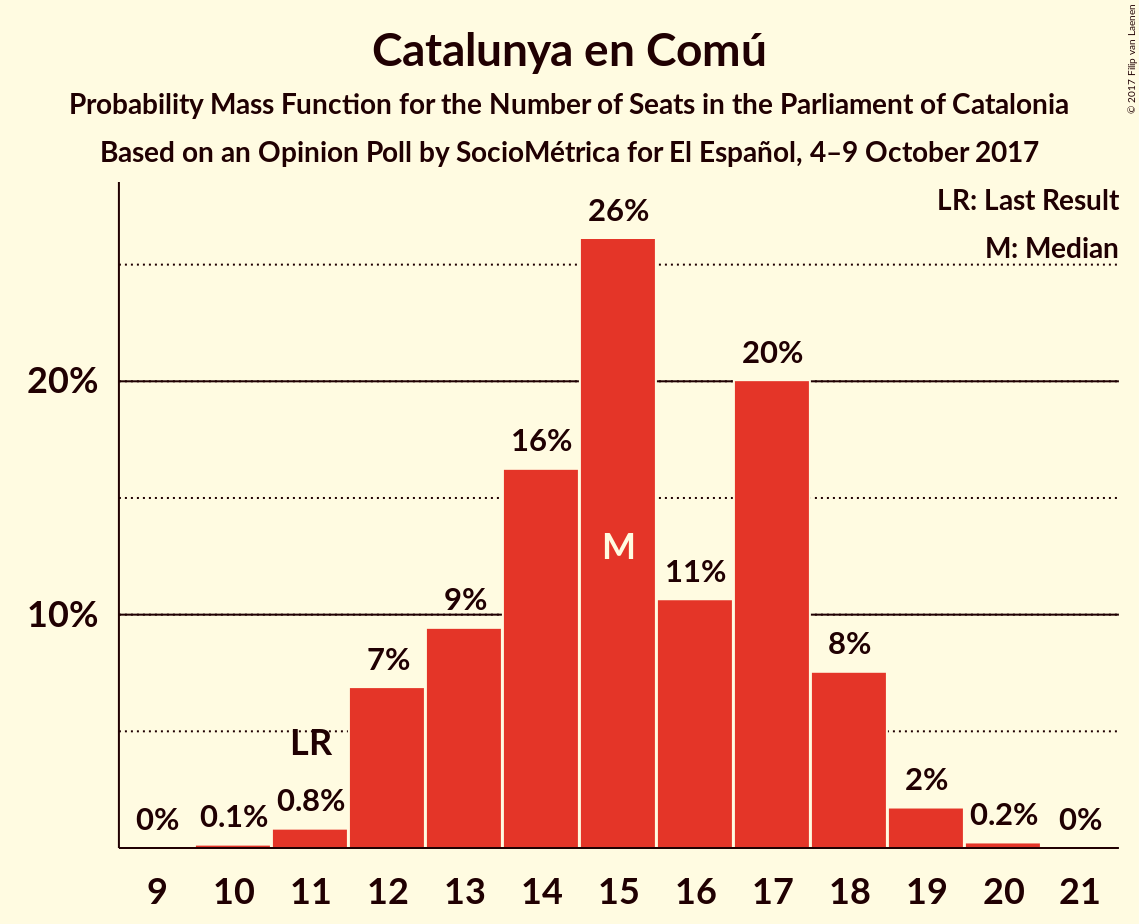 Catalunya en Comú
Probability Mass Function for the Number of Seats in the Parliament of Catalonia
Based on an Opinion Poll by SocioMétrica for El Español, 4–9 October 2017
© 2017 Filip van Laenen
LR: Last Result
M: Median
26%
20%
20%
16%
M
11%
10%
9%
8%
7%
LR
2%
0.8%
0.1%
0.2%
0%
0%
9 10 11 12 13 14 15 16 17 18 19 20 21